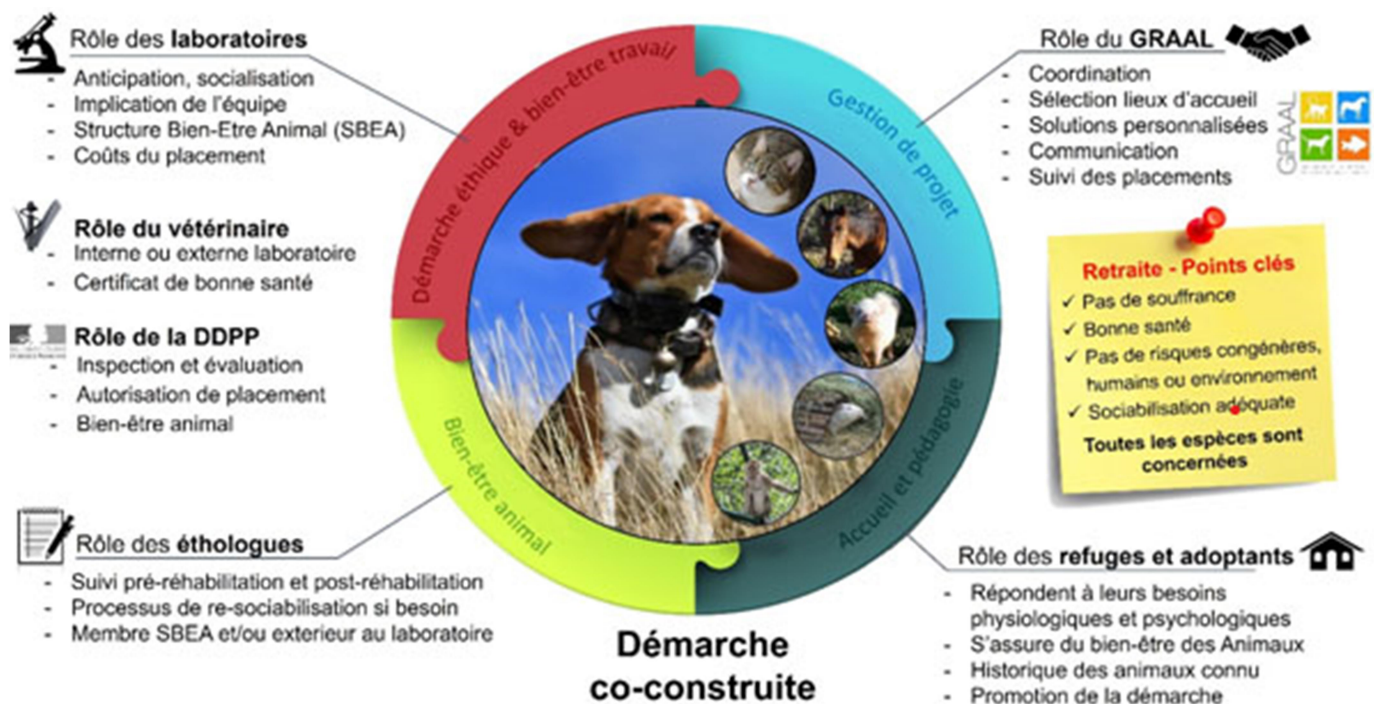 Rôle des laboratoires
- Anticipation, socialisation
- Implication de l'équipe
- Structure Bien-Etre Animal (SBEA)
- Coûts du placement
Rôle du vétérinaire
- Interne ou externe laboratoire
- Certificat de bonne santé
Rôle de la DDPP
- Inspection et évaluation
- Autorisation de placement
- Bien-être animal
Rôle des éthologues
- Suivi pré-réhabilitation et post-réhabilitation
- Processus de re-sociabilisation si besoin
- Membre SBEA et/ou exterieur au laboratoire
Démarche éthique & bien-être travail
Gestion de projet
Bien-être animal
Accueil et pédagogie
Démarche
co-construite
Rôle du GRAAL
- Coordination
- Sélection lieux d'accueil
- Solutions personnalisées
- Communication
- Suivi des placements
GRAAL
Retraite - Points clés
✓ Pas de souffrance
✓ Bonne santé
✓ Pas de risques congénères,
humains ou environnement
✓ Sociabilisation adéquate
Toutes les espèces sont
concernées
Rôle des refuges et adoptants
- Répondent à leurs besoins
physiologiques et psychologiques
- S'assure du bien-être des Animaux
- Historique des animaux connu
- Promotion de la démarche